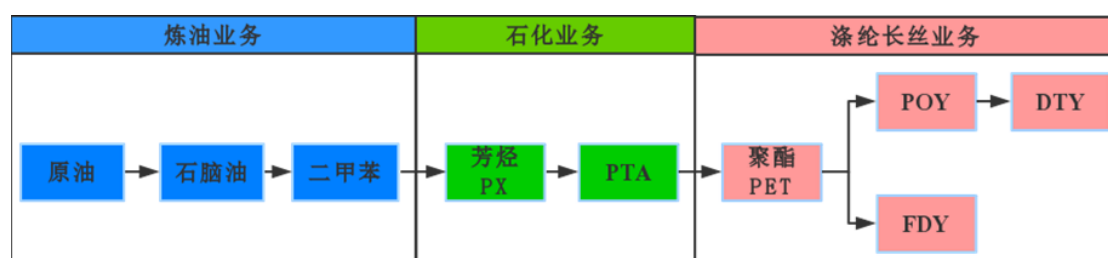 炼油业务
石化业务
涤纶长丝业务
原油
石脑油
二甲苯
芳烃
PX
PTA
聚酯
PET
POY
DTY
FDY